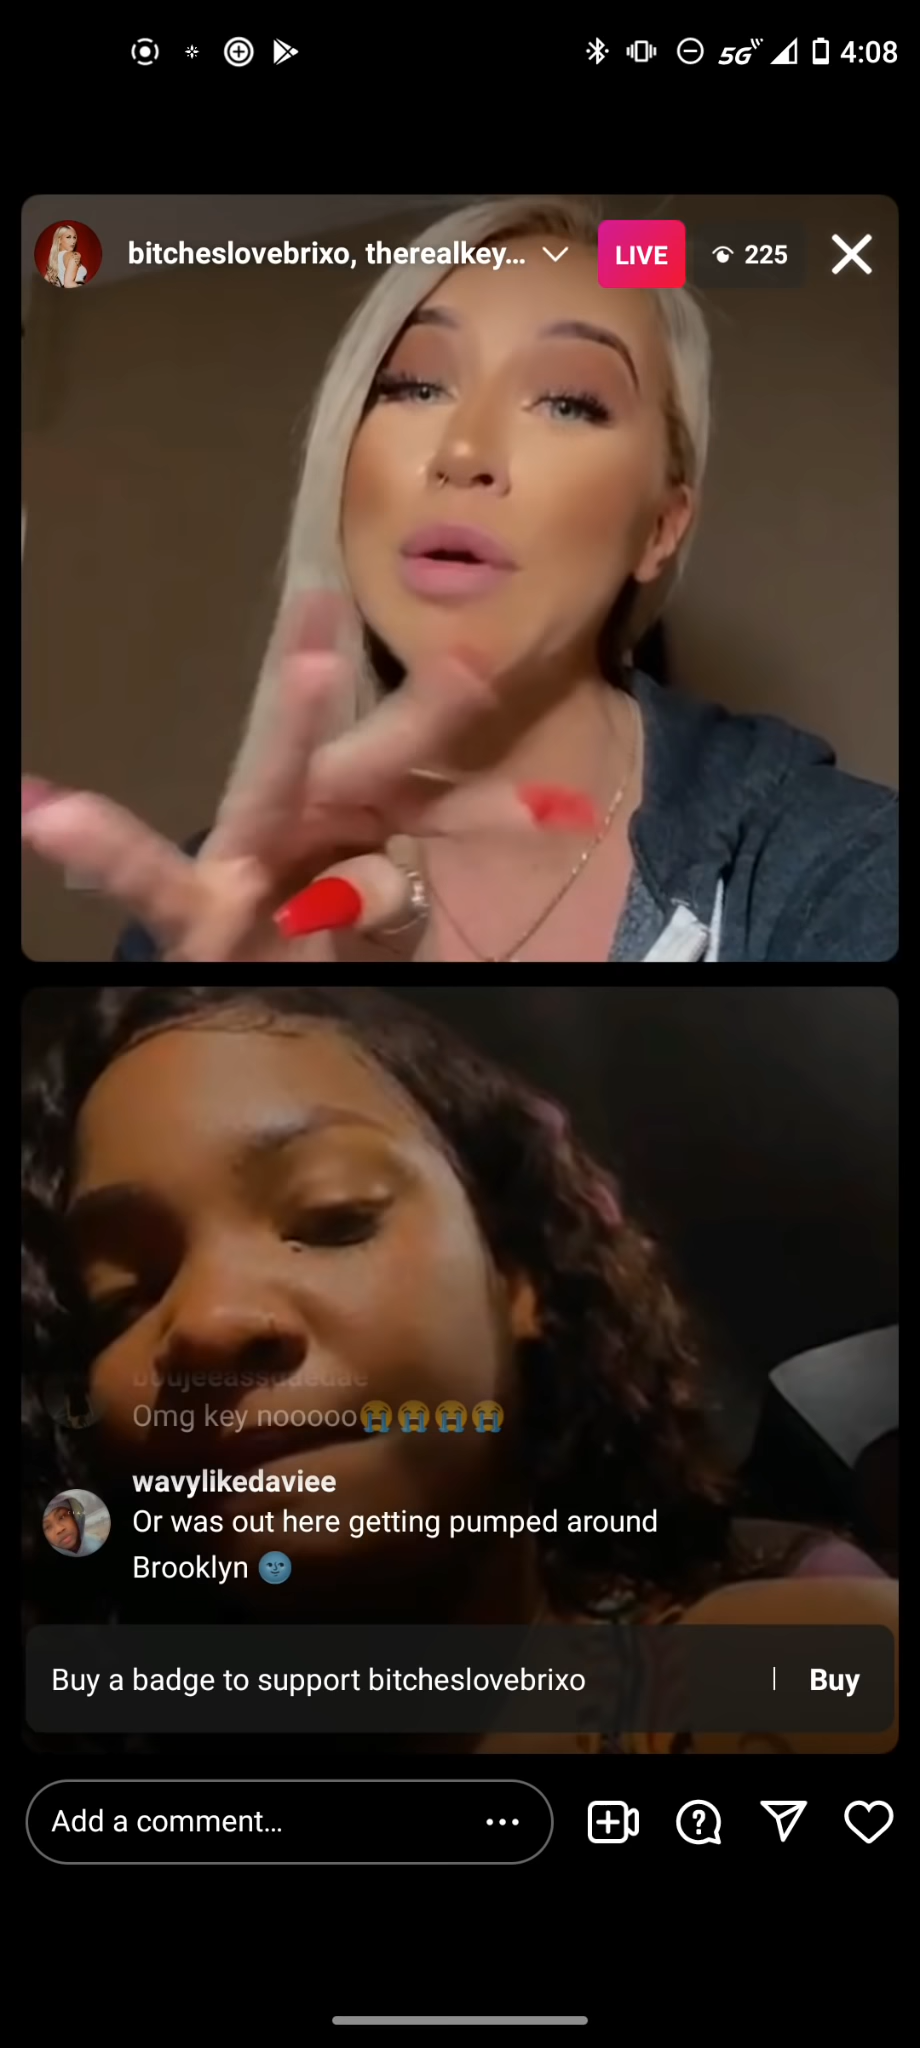 5G 4:08
bitcheslovebrixo, therealkey... LIVE 225
Omg key nooooo😭😭😭😭
wavylikedaviee
Or was out here getting pumped around
Brooklyn 🌚
Buy a badge to support bitcheslovebrixo | Buy
Add a comment...